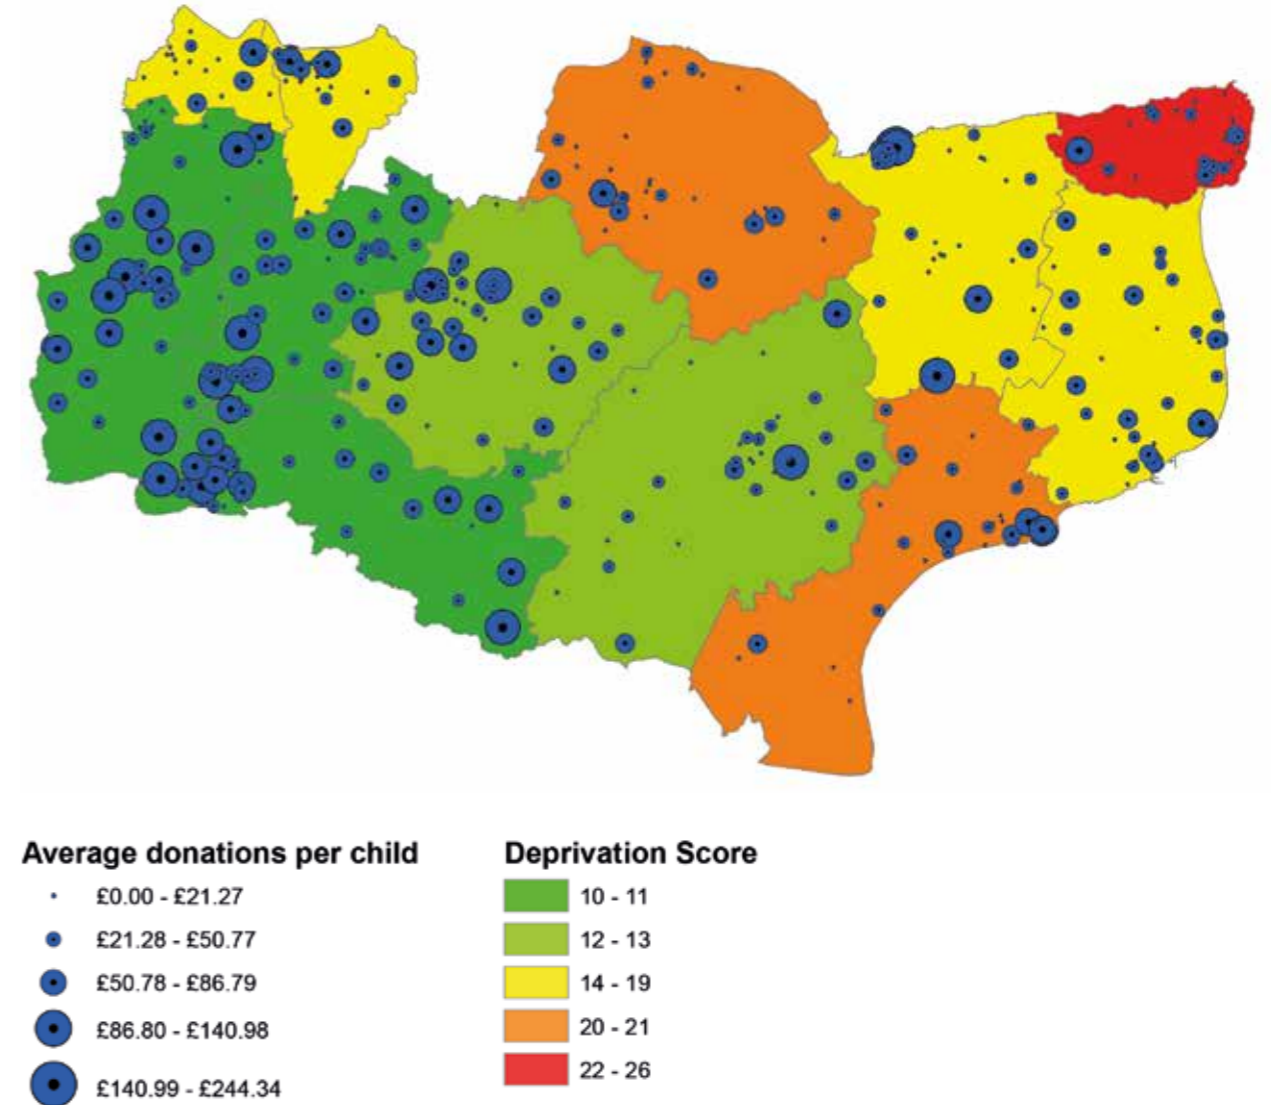 Average donations per child
£0.00 - £21.27
£21.28 - £50.77
£50.78 - £86.79
£86.80 - £140.98
£140.99 - £244.34
Deprivation Score
10 - 11
12 - 13
14 - 19
20 - 21
22 - 26